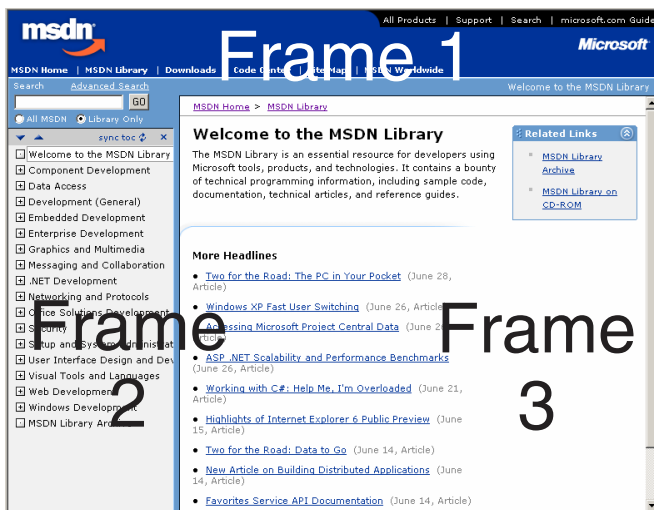 msdn
All Products | Support | Search | microsoft.com Guide
Frame 1
Microsoft
MSDN Home | MSDN Library | Downloads Code Center | Site Map | MSDN Worldwide
Search Advanced Search
Welcome to the MSDN Library
GO
All MSDN Library Only
sync toc X
Welcome to the MSDN Library
Component Development
Data Access
Development (General)
Embedded Development
Enterprise Development
Graphics and Multimedia
Messaging and Collaboration
.NET Development
Networking and Protocols
Office Solutions Development
Security
Setup and System Administrat
User Interface Design and Dev
Visual Tools and Languages
Web Development
Windows Development
MSDN Library Archive
Frame
2
MSDN Home > MSDN Library
Welcome to the MSDN Library
The MSDN Library is an essential resource for developers using
Microsoft tools, products, and technologies. It contains a bounty
of technical programming information, including sample code,
documentation, technical articles, and reference guides.
Related Links
MSDN Library
Archive
MSDN Library on
CD-ROM
More Headlines
Two for the Road: The PC in Your Pocket (June 28,
Article)
Windows XP Fast User Switching (June 26, Article)
Accessing Microsoft Project Central Data (June 26,
Article)
ASP .NET Scalability and Performance Benchmarks
(June 26, Article)
Working with C#: Help Me, I'm Overloaded (June 21,
Article)
Highlights of Internet Explorer 6 Public Preview (June
15, Article)
Two for the Road: Data to Go (June 14, Article)
New Article on Building Distributed Applications (June
14, Article)
Favorites Service API Documentation (June 14, Article)
Frame
3